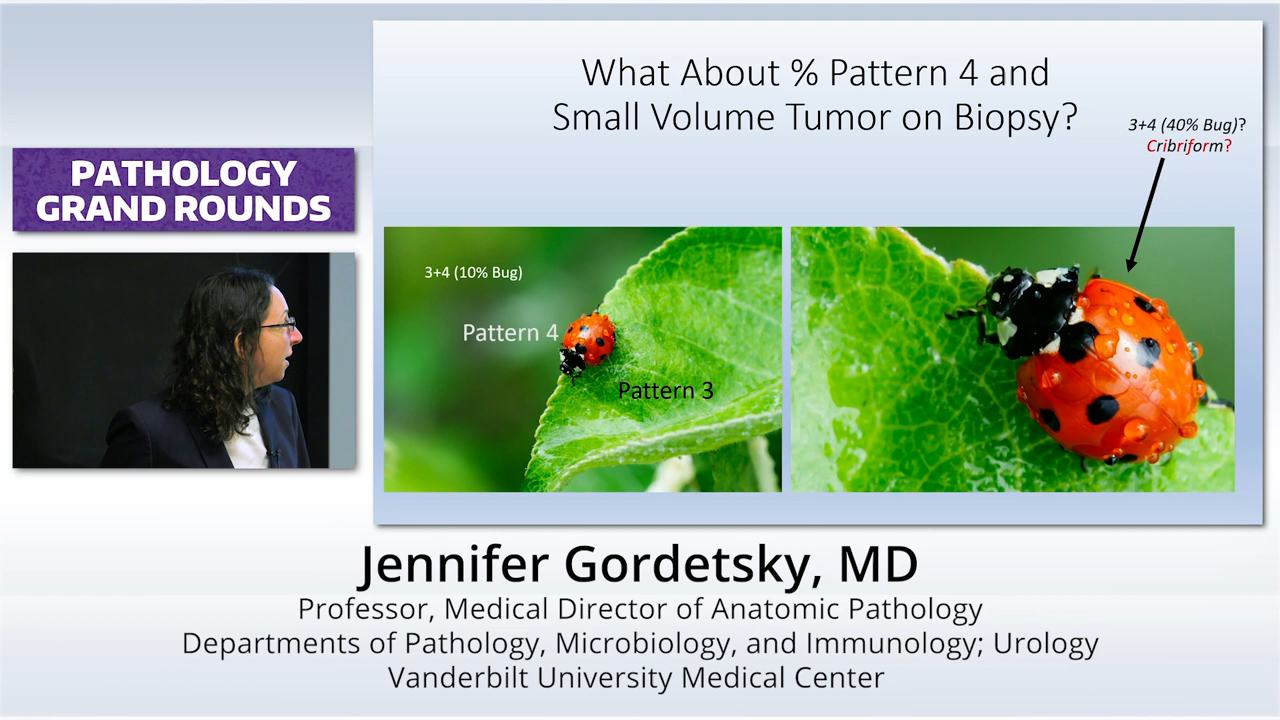 PATHOLOGY
GRAND ROUNDS
What About % Pattern 4 and
Small Volume Tumor on Biopsy?
3+4 (40% Bug)?
Cribriform?
3+4 (10% Bug)
Pattern 4
Pattern 3
Jennifer Gordetsky, MD
Professor, Medical Director of Anatomic Pathology
Departments of Pathology, Microbiology, and Immunology; Urology
Vanderbilt University Medical Center